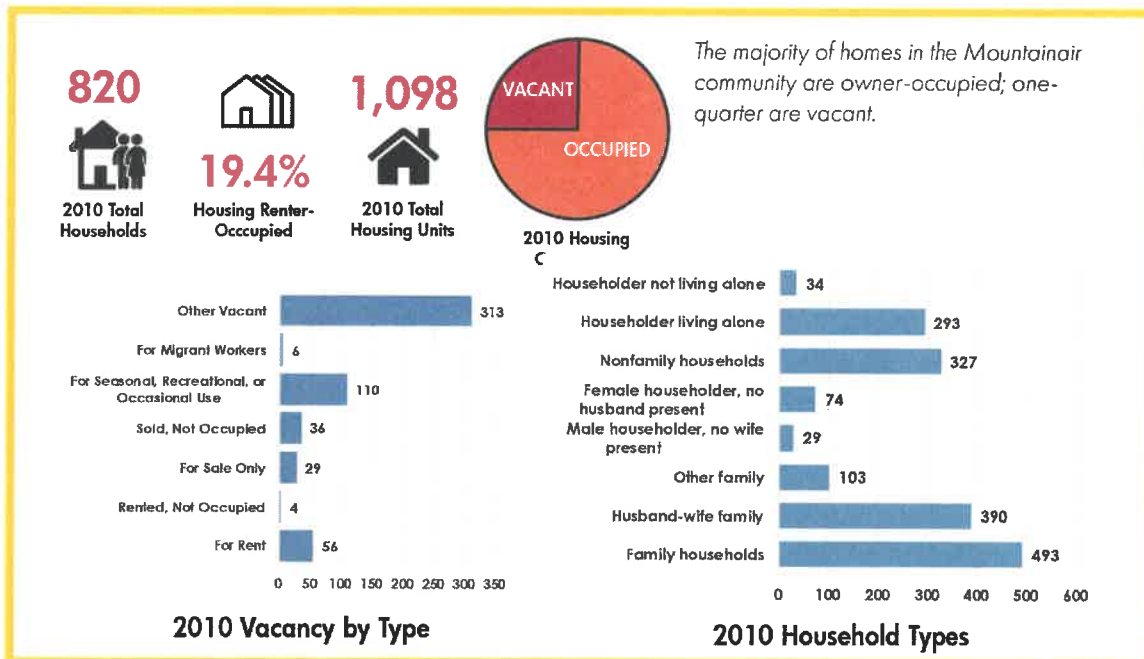 820
2010 Total
Households
19.4%
Housing Renter-
Occcupied
1,098
2010 Total
Housing Units
VACANT
OCCUPIED
2010 Housing
C
The majority of homes in the Mountainair
community are owner-occupied; one-
quarter are vacant.
Other Vacant 313
For Migrant Workers 6
For Seasonal, Recreational, or
Occasional Use 110
Sold, Not Occupied 36
For Sale Only 29
Rented, Not Occupied 4
For Rent 56
0 50 100 150 200 250 300 350
2010 Vacancy by Type
Householder not living alone 34
Householder living alone 293
Nonfamily households 327
Female householder, no
husband present 74
Male householder, no wife
present 29
Other family 103
Husband-wife family 390
Family households 493
0 100 200 300 400 500 600
2010 Household Types